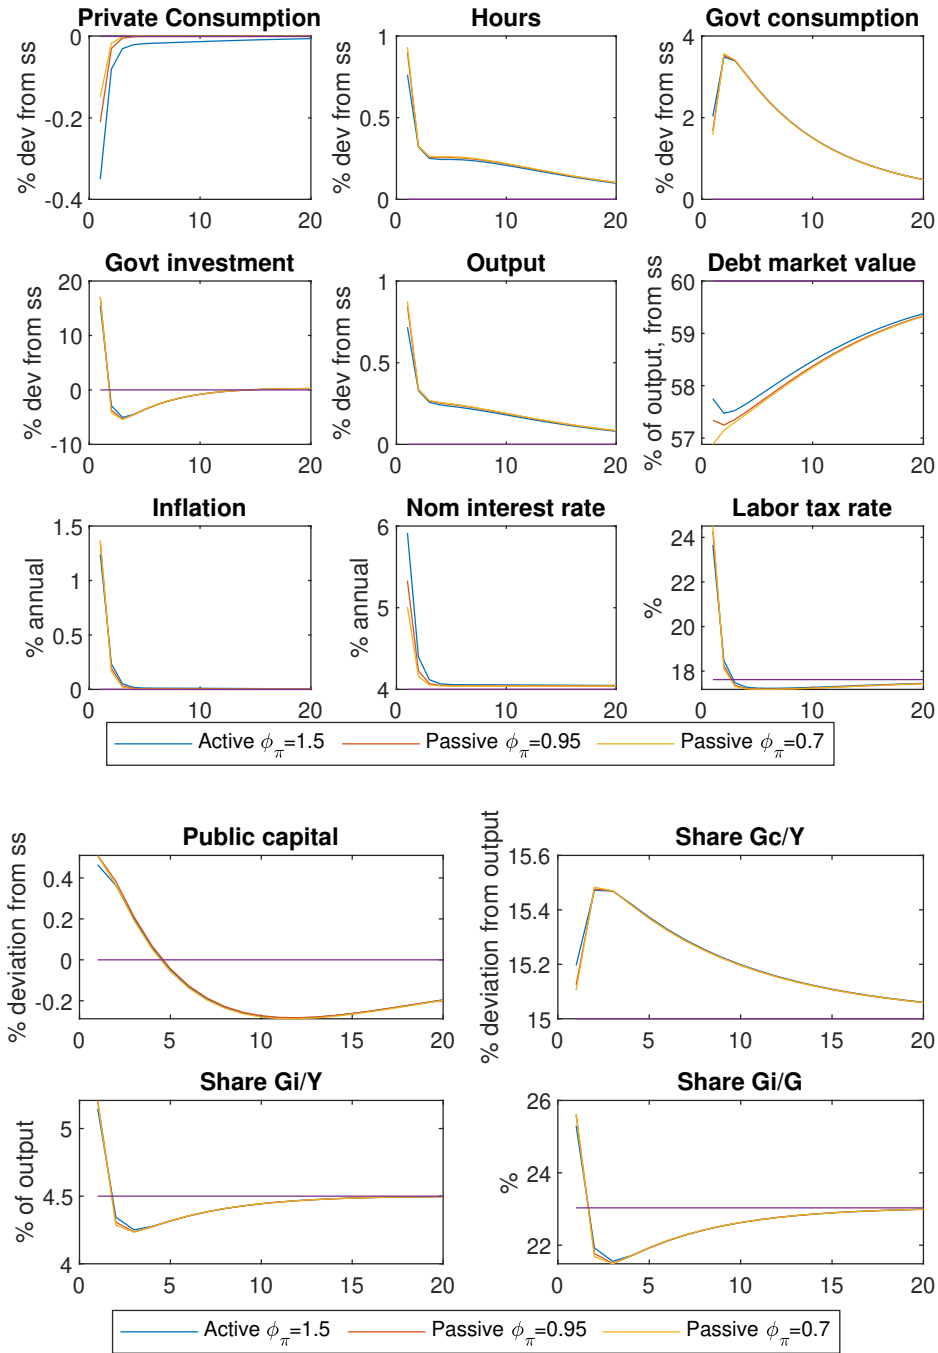 Private Consumption
Hours
Govt consumption
% dev from ss
0
-0.2
-0.4
0 10 20
% dev from ss
1
0.5
0
0 10 20
% dev from ss
4
2
0
0 10 20
Govt investment
Output
Debt market value
% dev from ss
20
10
0
-10
0 10 20
% dev from ss
1
0.5
0
0 10 20
% of output, from ss
60
59
58
57
0 10 20
Inflation
Nom interest rate
Labor tax rate
% annual
1.5
1
0.5
0
0 10 20
% annual
6
5
4
0 10 20
%
24
22
20
18
0 10 20
Active ϕπ=1.5 Passive ϕπ=0.95 Passive ϕπ=0.7
Public capital
Share Gc/Y
% deviation from ss
0.4
0.2
0
-0.2
0 5 10 15 20
% deviation from output
15.6
15.4
15.2
15
0 5 10 15 20
Share Gi/Y
Share Gi/G
% of output
5
4.5
4
0 5 10 15 20
%
26
24
22
0 5 10 15 20
Active ϕπ=1.5 Passive ϕπ=0.95 Passive ϕπ=0.7